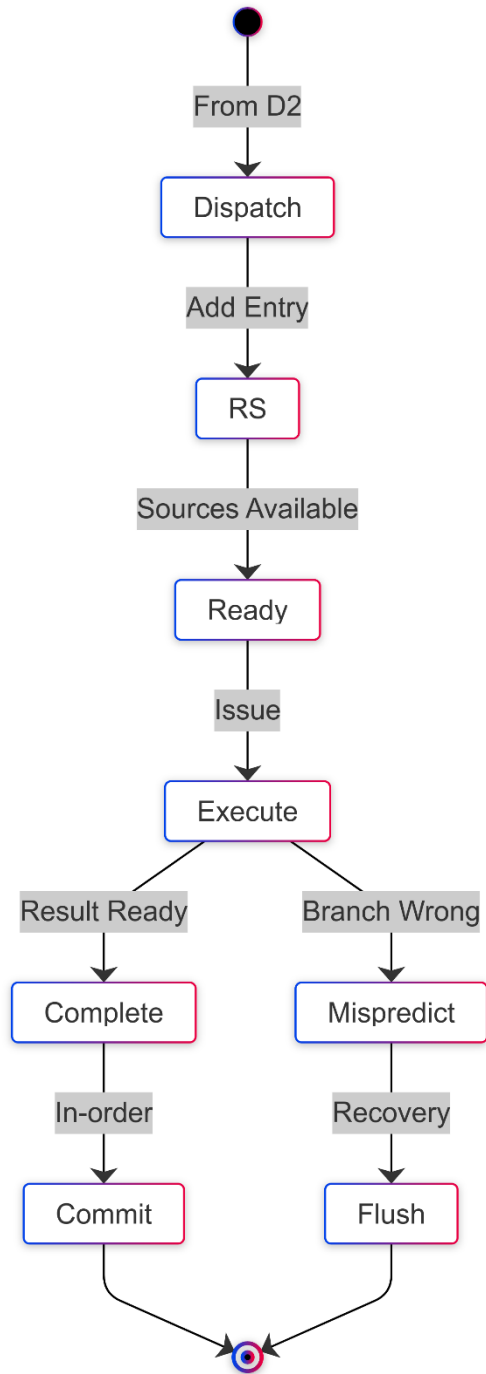 From D2
Dispatch
Add Entry
RS
Sources Available
Ready
Issue
Execute
Result Ready
Branch Wrong
Complete
Mispredict
In-order
Recovery
Commit
Flush